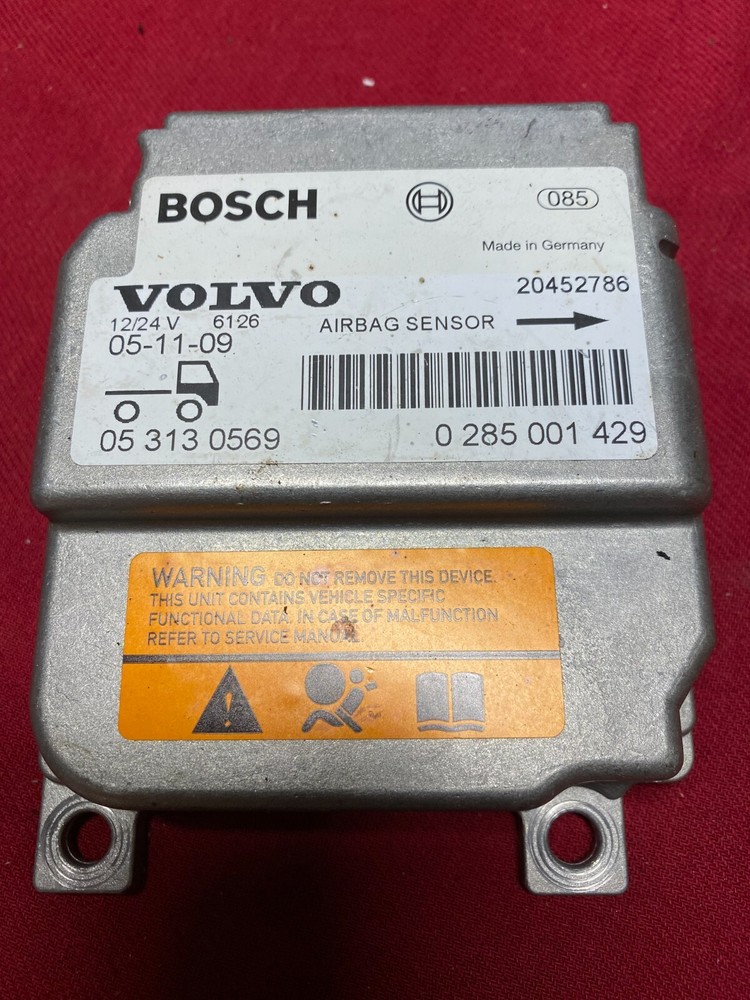 BOSCH
085
Made in Germany
VOLVO
20452786
12/24 V 6126
AIRBAG SENSOR
05-11-09
05 313 0569
0 285 001 429
WARNING DO NOT REMOVE THIS DEVICE.
THIS UNIT CONTAINS VEHICLE SPECIFIC
FUNCTIONAL DATA. IN CASE OF MALFUNCTION
REFER TO SERVICE MANUAL